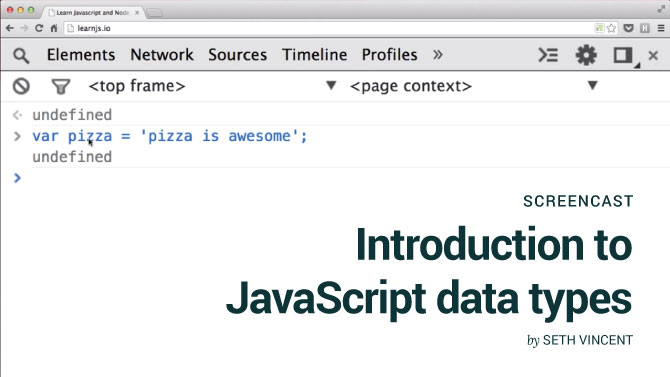 Learn Javascript and Node
learnjs.io
Elements Network Sources Timeline Profiles »
<top frame> ▼ <page context> ▼
undefined
var pizza = 'pizza is awesome';
undefined
SCREENCAST
Introduction to
JavaScript data types
by SETH VINCENT